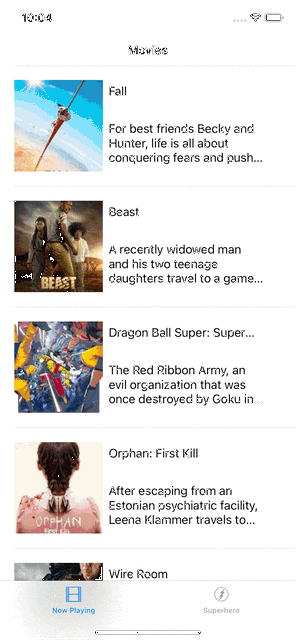 10:04
Movies
Fall
For best friends Becky and
Hunter, life is all about
conquering fears and push...
Beast
A recently widowed man
and his two teenage
daughters travel to a game...
BEAST
Dragon Ball Super: Super...
The Red Ribbon Army, an
evil organization that was
once destroyed by Goku in...
Orphan: First Kill
After escaping from an
Estonian psychiatric facility,
Leena Klammer travels to...
ORPHAN
First Kill
Wire Room
Now Playing
Superhero